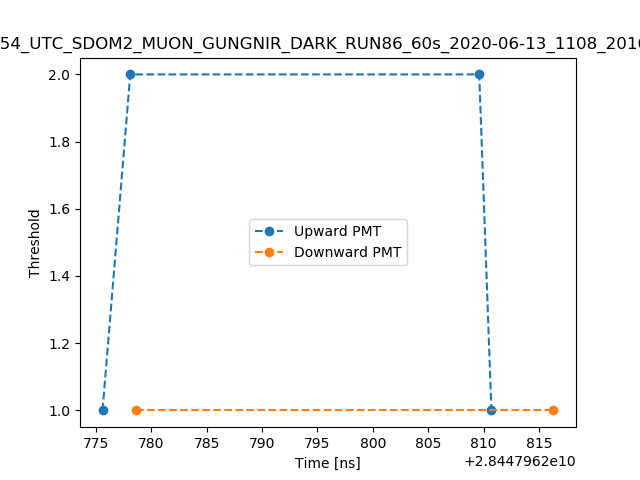 54_UTC_SDOM2_MUON_GUNGNIR_DARK_RUN86_60s_2020-06-13_1108_2016
2.0
1.8
1.6
1.4
1.2
1.0
Threshold
Upward PMT
Downward PMT
775 780 785 790 795 800 805 810 815
Time [ns]
+2.8447962e10